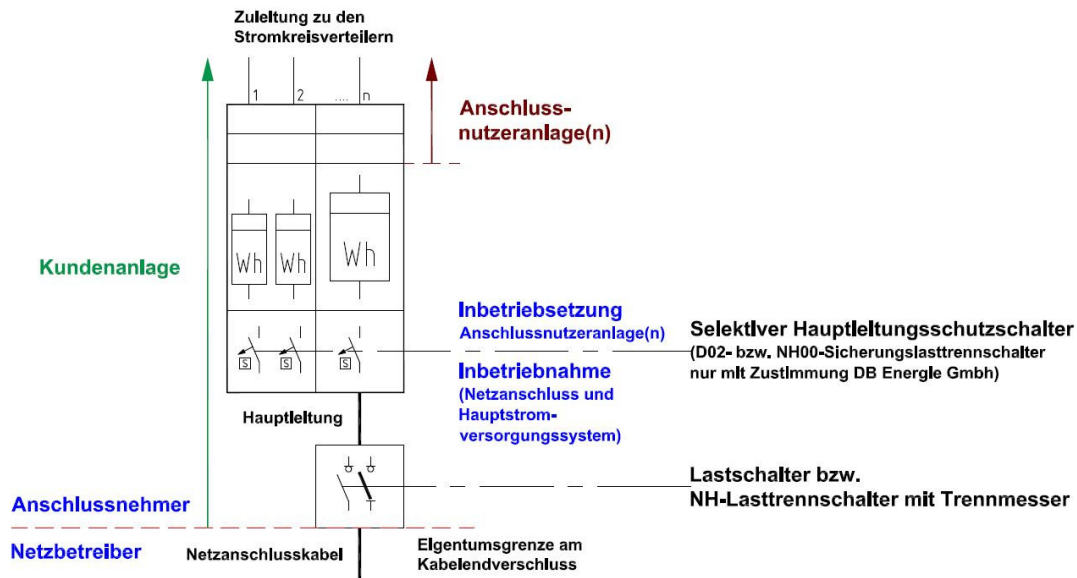 Zuleitung zu den
Stromkreisverteilern
1
2
....
n
Anschluss-
nutzeranlage(n)
Wh
Wh
Wh
Kundenanlage
Inbetriebsetzung
Anschlussnutzeranlage(n)
Selektiver Hauptleitungsschutzschalter
(D02- bzw. NH00-Sicherungslasttrennschalter
nur mit Zustimmung DB Energie Gmbh)
S
S
S
Inbetriebnahme
(Netzanschluss und
Hauptstrom-
versorgungssystem)
Hauptleitung
Lastschalter bzw.
NH-Lasttrennschalter mit Trennmesser
Anschlussnehmer
Netzbetreiber
Netzanschlusskabel
Eigentumsgrenze am
Kabelendverschluss